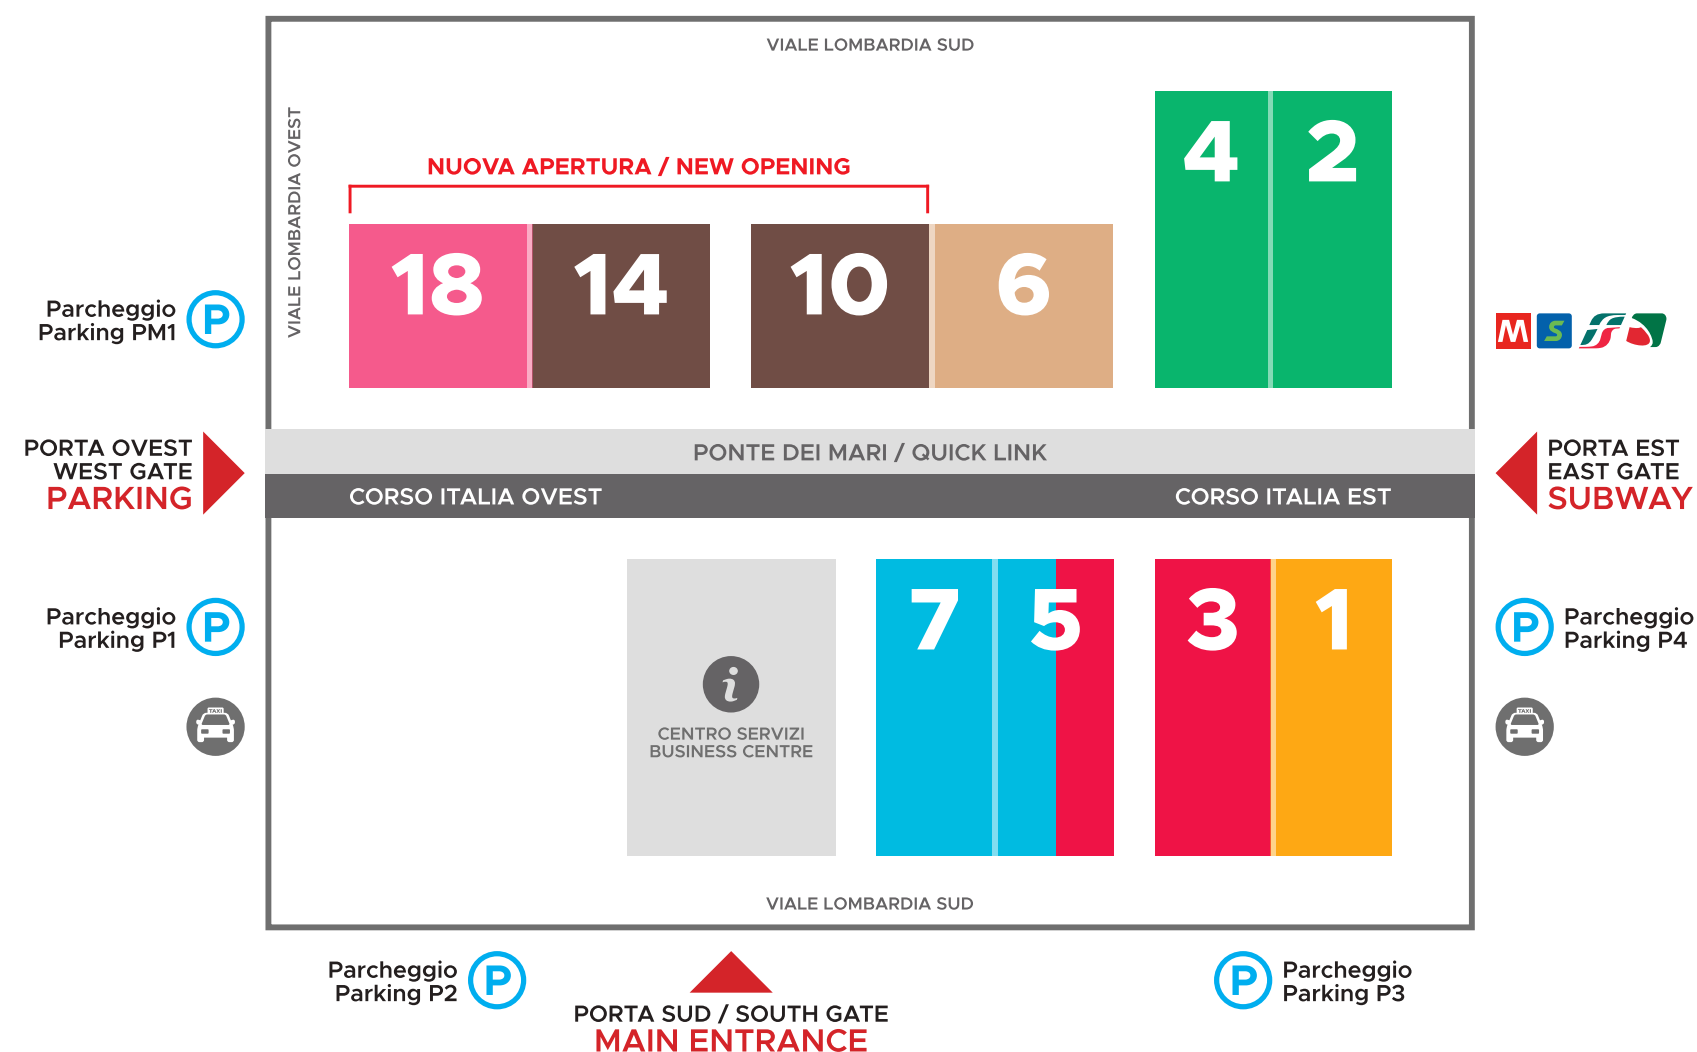 VIALE LOMBARDIA SUD
VIALE LOMBARDIA OVEST
NUOVA APERTURA / NEW OPENING
4 2
18 14 10 6
Parcheggio
Parking PM1
P
M S
PORTA OVEST
WEST GATE
PARKING
PONTE DEI MARI / QUICK LINK
CORSO ITALIA OVEST
CORSO ITALIA EST
PORTA EST
EAST GATE
SUBWAY
7 5 3 1
Parcheggio
Parking P1
P
i
CENTRO SERVIZI
BUSINESS CENTRE
P
Parcheggio
Parking P4
TAXI
TAXI
VIALE LOMBARDIA SUD
Parcheggio
Parking P2
P
PORTA SUD / SOUTH GATE
MAIN ENTRANCE
P
Parcheggio
Parking P3